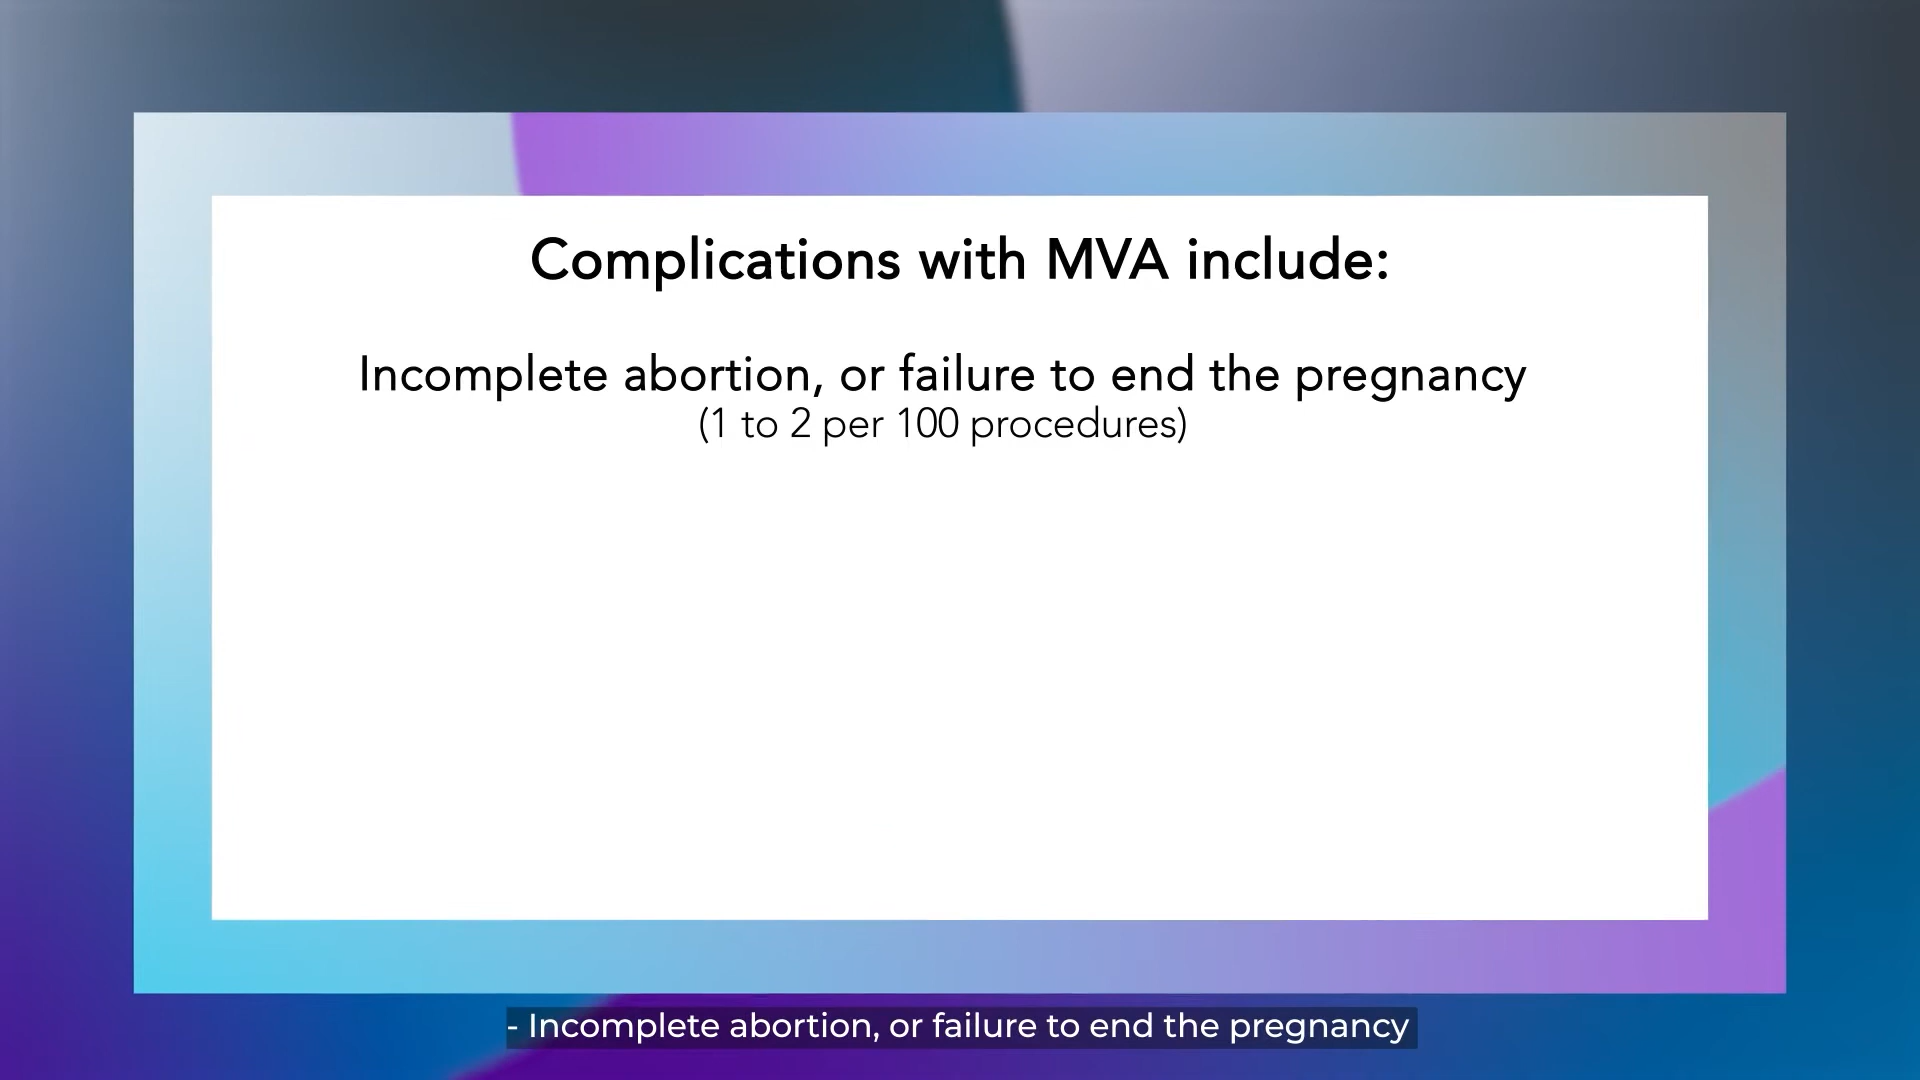 Complications with MVA include:
Incomplete abortion, or failure to end the pregnancy
(1 to 2 per 100 procedures)
- Incomplete abortion, or failure to end the pregnancy